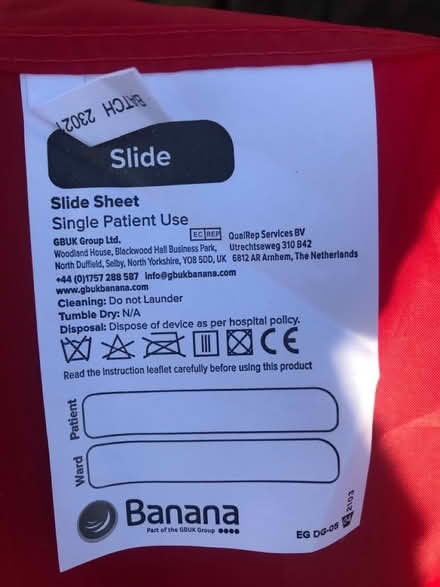 BATCH 2302
Slide
Slide Sheet
Single Patient Use
GBUK Group Ltd.
Woodland House, Blackwood Hall Business Park,
North Duffield, Selby, North Yorkshire, YO8 5DD, UK
EC REP QualRep Services BV
Utrechtseweg 310 B42
6812 AR Arnhem, The Netherlands
+44 (0)1757 288 587 info@gbukbanana.com
www.gbukbanana.com
Cleaning: Do not Launder
Tumble Dry: N/A
Disposal: Dispose of device as per hospital policy.
CE
Read the Instruction leaflet carefully before using this product
Patient
Ward
Banana
Part of the GBUK Group
EG DG-05
2103